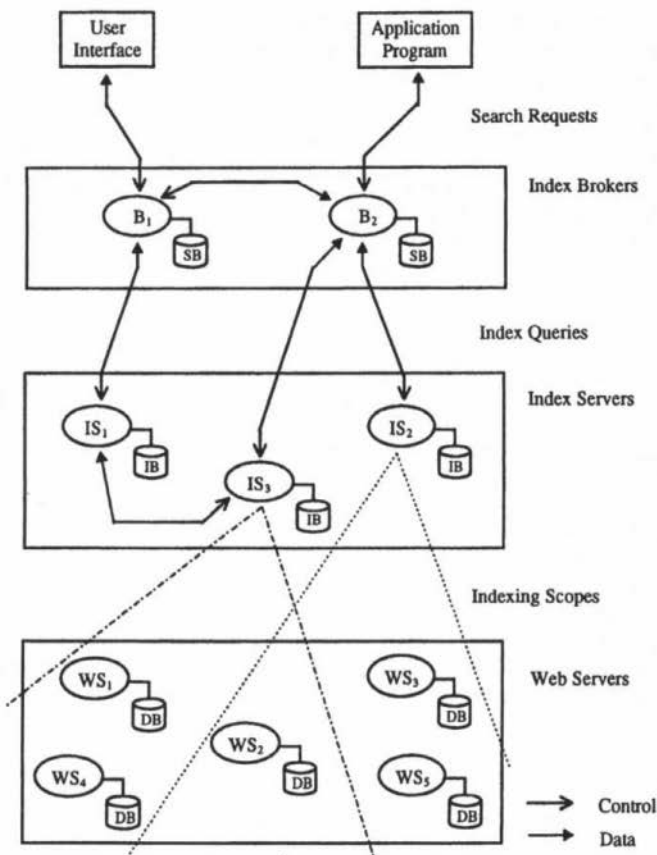 User
Interface
Application
Program
Search Requests
Index Brokers
B1
SB
B2
SB
Index Queries
Index Servers
IS1
IB
IS3
IB
IS2
IB
Indexing Scopes
Web Servers
WS1
DB
WS2
DB
WS3
DB
WS4
DB
WS5
DB
Control
Data